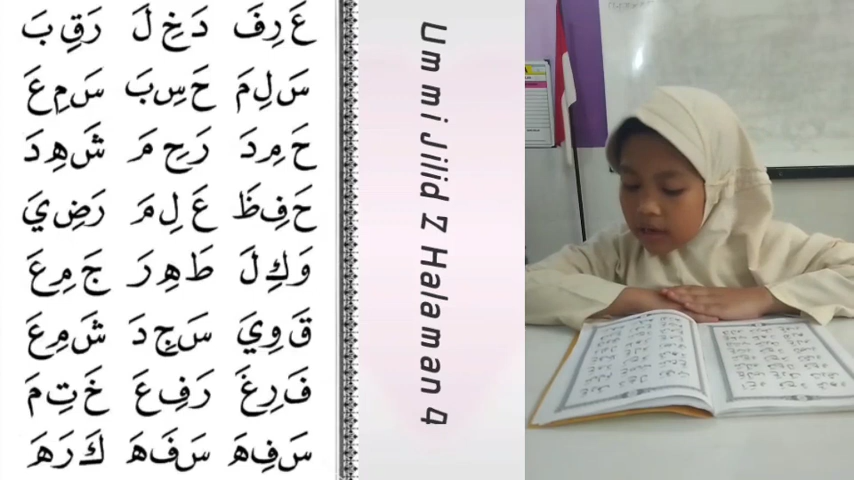 عَ رِفَ دَ خِ لَ رَ قِ بَ
سَ لِ مَ حَ سِ بَ سَ مِ عَ
حَ مِ دَ رَ حِ مَ شَ هِ دَ
حَ فِ ظَ عَ لِ مَ رَ ضِ يَ
وَ كِ لَ طَ هِ رَ جَ مِ عَ
قَ وِ يَ سَ جِ دَ شَ مِ عَ
فَ رِ غَ رَ فِ عَ خَ تِ مَ
سَ فِ هَ سَ فَ هَ كَ رَ هَ
Ummi Jilid 2 Halaman 4